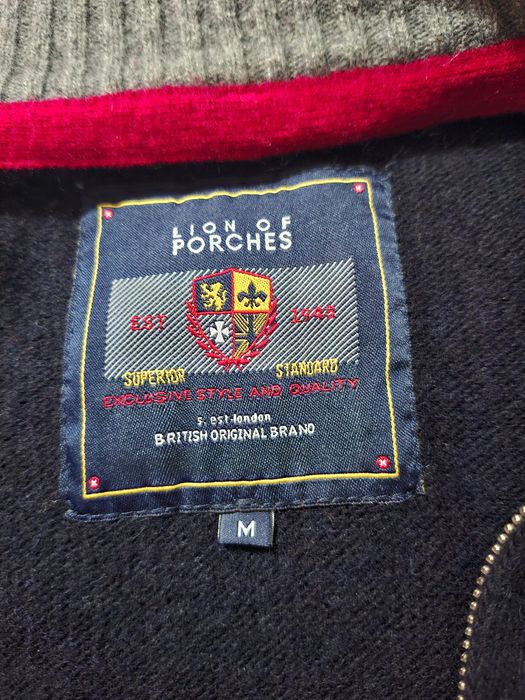 LION OF
PORCHES
EST 1948
SUPERIOR STANDARD
EXCLUSIVE STYLE AND QUALITY
s. est-london
BRITISH ORIGINAL BRAND
M